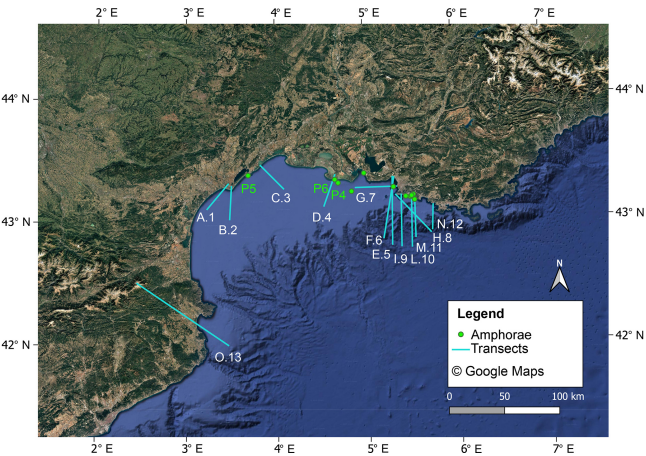 2° E 3° E 4° E 5° E 6° E 7° E
44° N 44° N
P5 P6 P4 G.7
A.1 B.2 C.3 D.4
43° N 43° N
N.12
F.6 H.8
E.5 M.11
I.9 L.10
N
42° N 42° N
O.13
Legend
Amphorae
Transects
© Google Maps
0 50 100 km
2° E 3° E 4° E 5° E 6° E 7° E